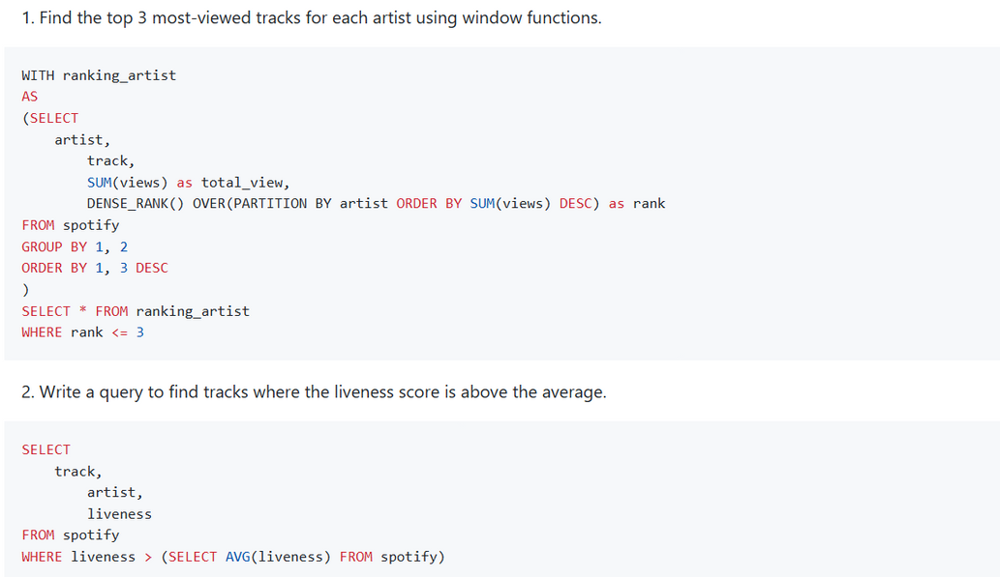 1. Find the top 3 most-viewed tracks for each artist using window functions.
WITH ranking_artist
AS
(SELECT
artist,
track,
SUM(views) as total_view,
DENSE_RANK() OVER(PARTITION BY artist ORDER BY SUM(views) DESC) as rank
FROM spotify
GROUP BY 1, 2
ORDER BY 1, 3 DESC
)
SELECT * FROM ranking_artist
WHERE rank <= 3
2. Write a query to find tracks where the liveness score is above the average.
SELECT
track,
artist,
liveness
FROM spotify
WHERE liveness > (SELECT AVG(liveness) FROM spotify)